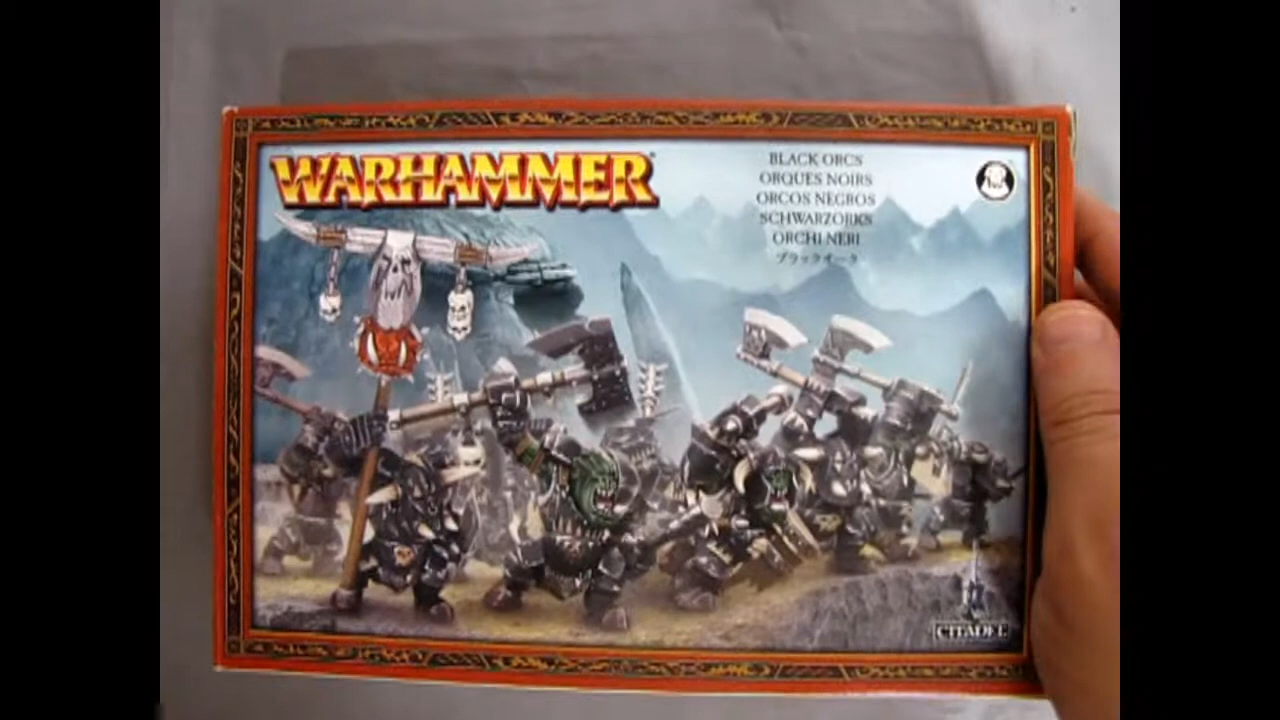 WARHAMMER
BLACK ORCS
ORQUES NOIRS
ORCOS NEGROS
SCHWARZORKS
ORCHI NERI
ブラックオーク
CITADEL